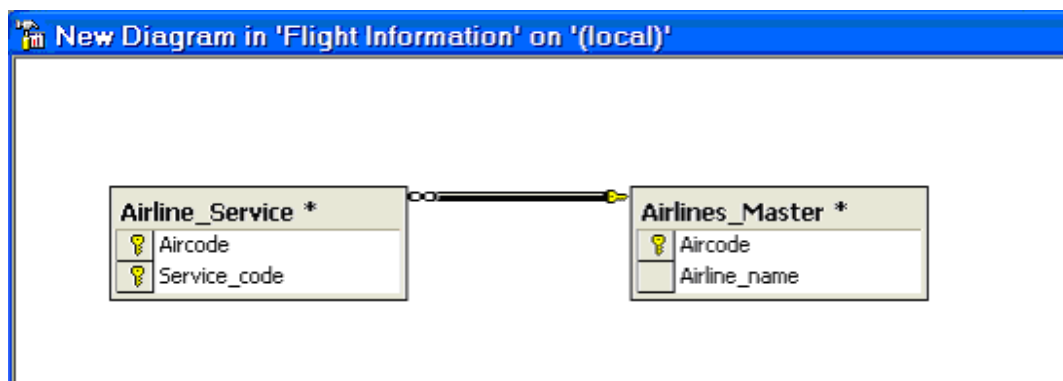 New Diagram in 'Flight Information' on '(local)'
Airline_Service *
Aircode
Service_code
Airlines_Master *
Aircode
Airline_name